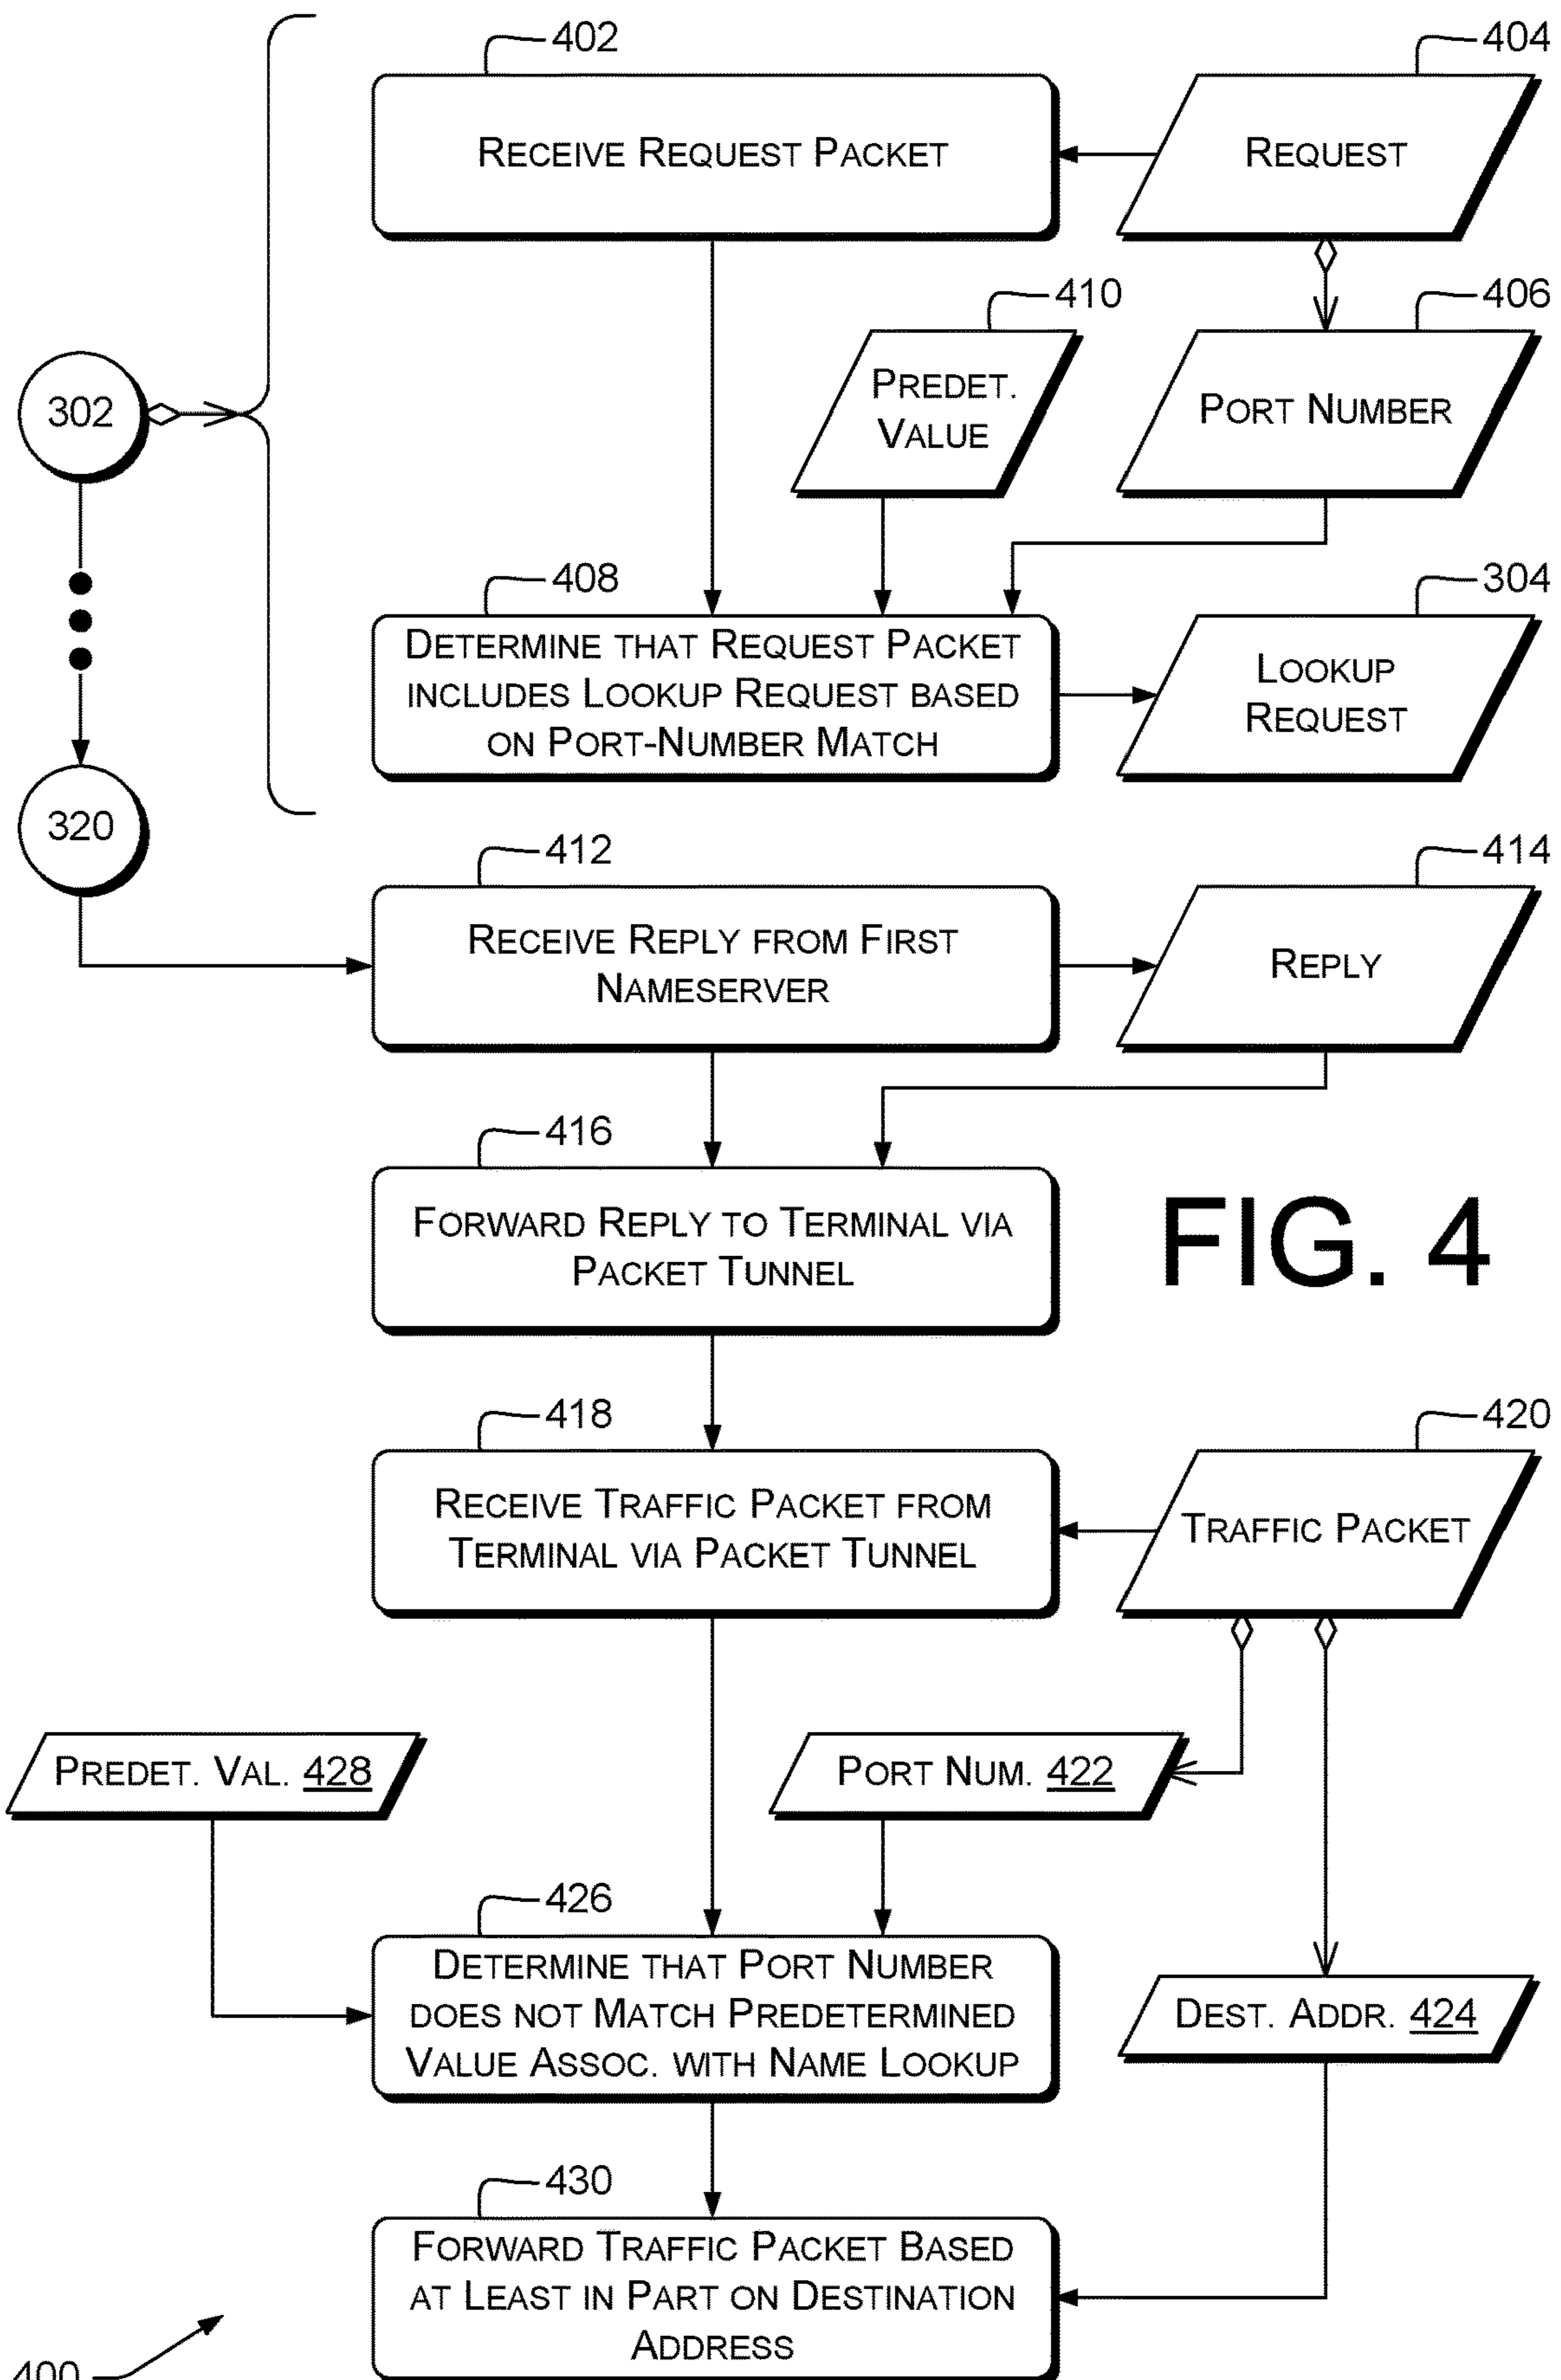 402
404
RECEIVE REQUEST PACKET
REQUEST
410
406
PREDET.
VALUE
PORT NUMBER
302
408
304
DETERMINE THAT REQUEST PACKET
INCLUDES LOOKUP REQUEST BASED
ON PORT-NUMBER MATCH
LOOKUP
REQUEST
320
412
414
RECEIVE REPLY FROM FIRST
NAMESERVER
REPLY
416
FORWARD REPLY TO TERMINAL VIA
PACKET TUNNEL
FIG. 4
418
420
RECEIVE TRAFFIC PACKET FROM
TERMINAL VIA PACKET TUNNEL
TRAFFIC PACKET
PREDET. VAL. 428
PORT NUM. 422
426
DETERMINE THAT PORT NUMBER
DOES NOT MATCH PREDETERMINED
VALUE ASSOC. WITH NAME LOOKUP
DEST. ADDR. 424
430
FORWARD TRAFFIC PACKET BASED
AT LEAST IN PART ON DESTINATION
ADDRESS
400